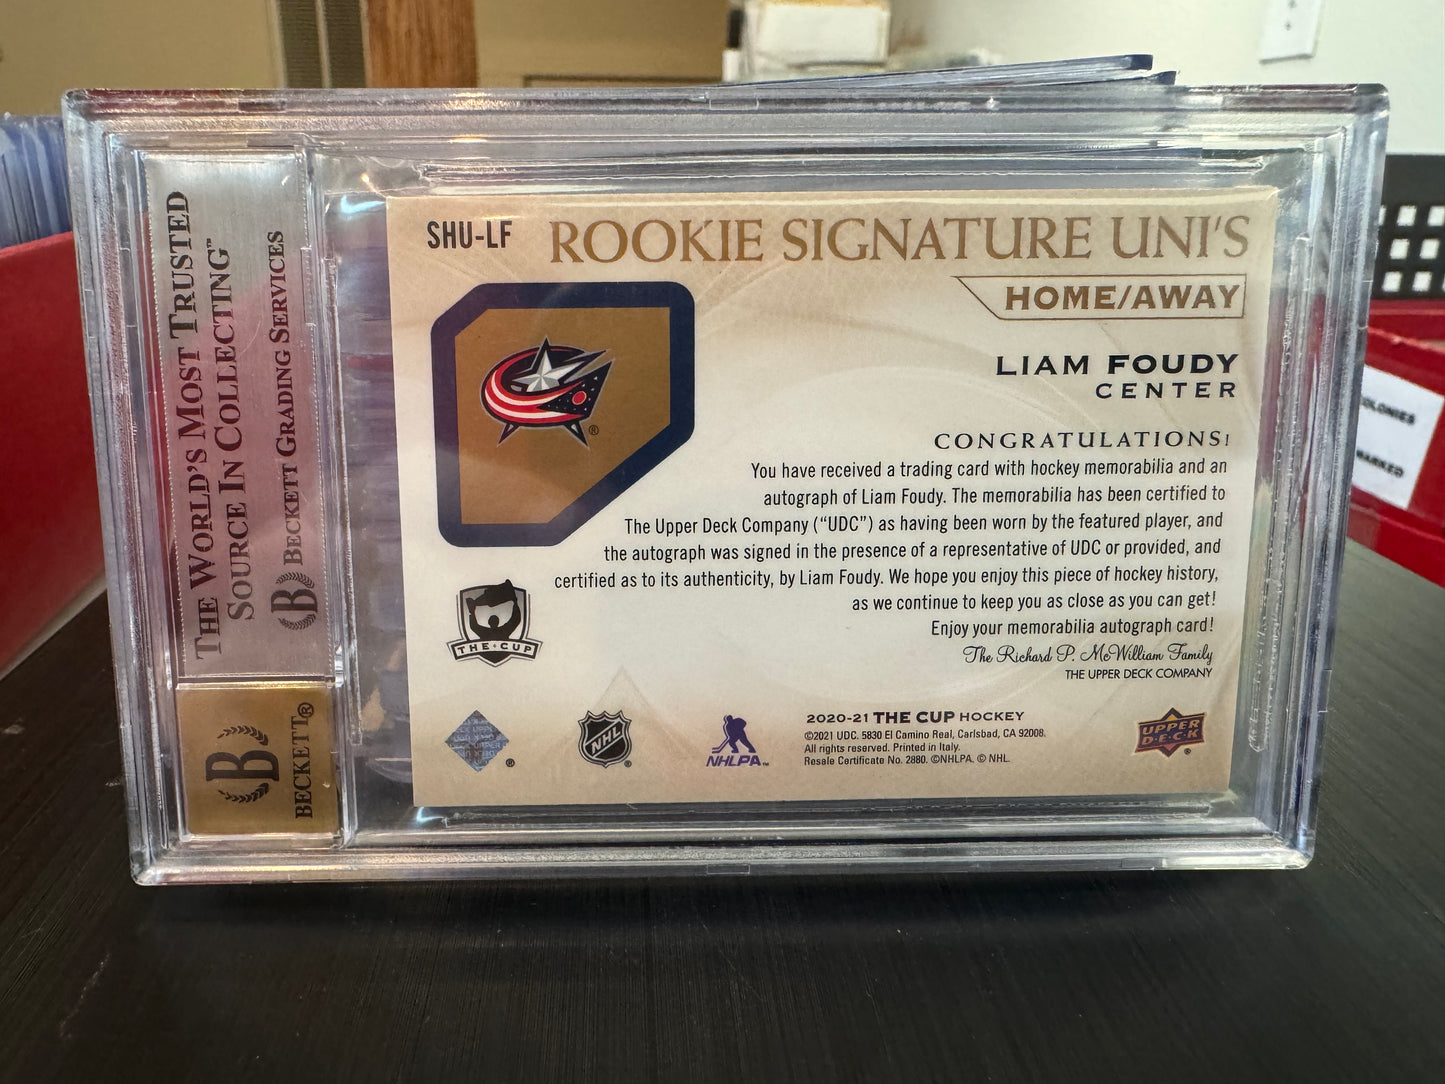 THE WORLD'S MOST TRUSTED
SOURCE IN COLLECTING™
B BECKETT GRADING SERVICES
B
BECKETT®
SHU-LF
ROOKIE SIGNATURE UNI'S
HOME/AWAY
LIAM FOUDY
CENTER
CONGRATULATIONS!
You have received a trading card with hockey memorabilia and an
autograph of Liam Foudy. The memorabilia has been certified to
The Upper Deck Company (“UDC”) as having been worn by the featured player, and
the autograph was signed in the presence of a representative of UDC or provided, and
certified as to its authenticity, by Liam Foudy. We hope you enjoy this piece of hockey history,
as we continue to keep you as close as you can get!
Enjoy your memorabilia autograph card!
The Richard P. McWilliam Family
THE UPPER DECK COMPANY
®
THE CUP
®
NHL
®
NHLPA™
2020-21 THE CUP HOCKEY
©2021 UDC. 5830 El Camino Real, Carlsbad, CA 92008.
All rights reserved. Printed in Italy.
Resale Certificate No. 2880. ©NHLPA. © NHL.
UPPER
DECK
®